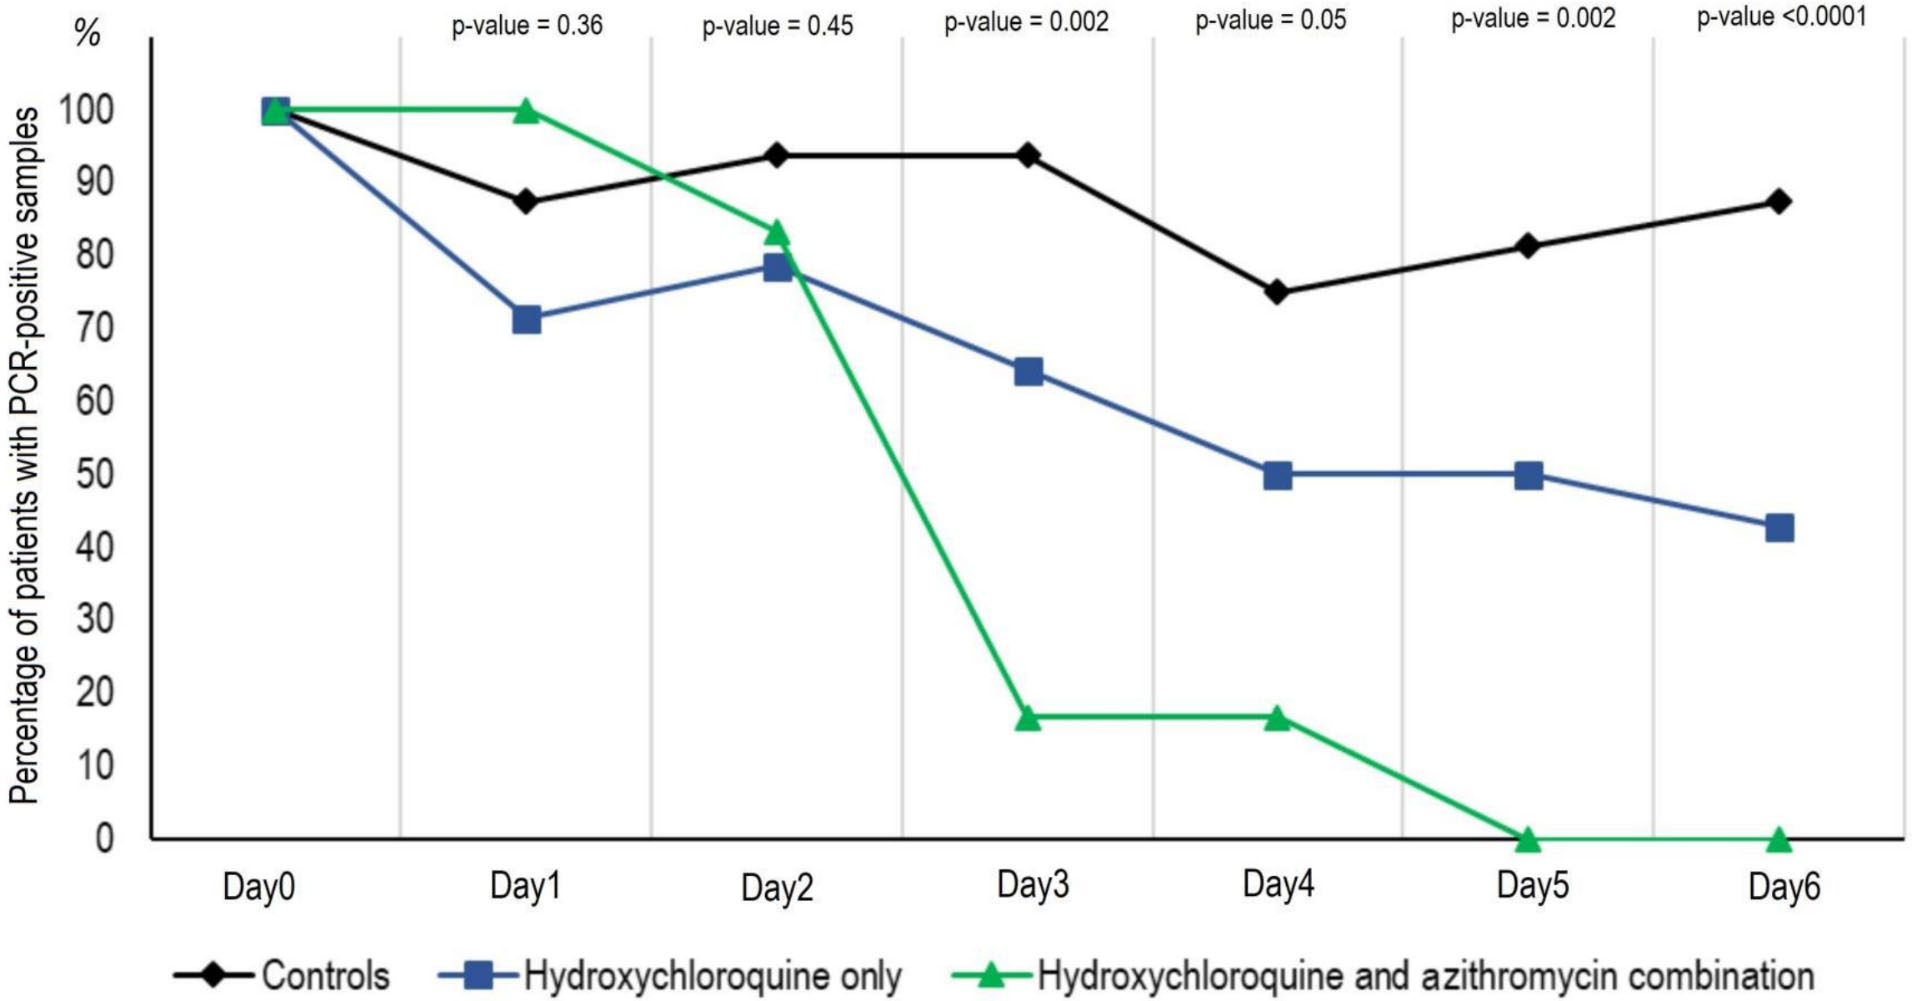 %
p-value = 0.36
p-value = 0.45
p-value = 0.002
p-value = 0.05
p-value = 0.002
p-value <0.0001
Percentage of patients with PCR-positive samples
100
90
80
70
60
50
40
30
20
10
0
Day0
Day1
Day2
Day3
Day4
Day5
Day6
Controls
Hydroxychloroquine only
Hydroxychloroquine and azithromycin combination